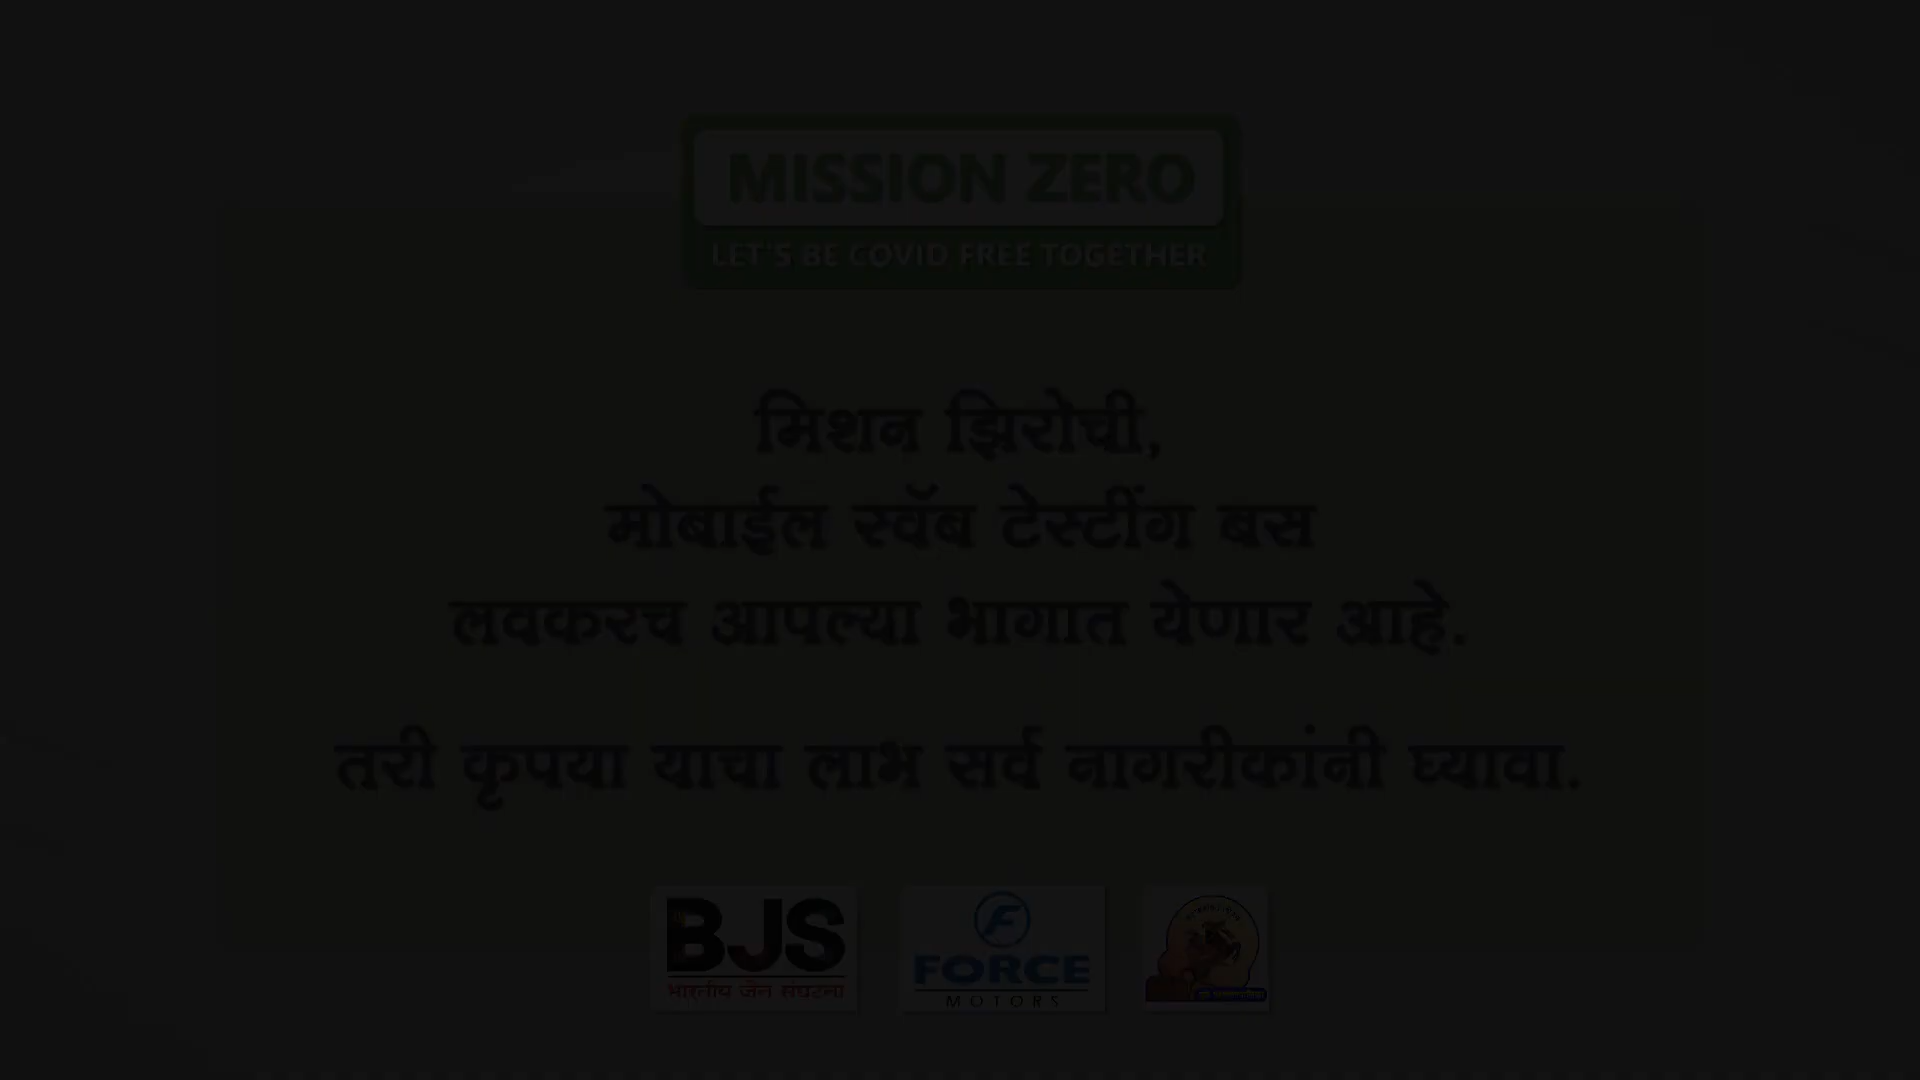 MISSION ZERO
LET'S BE COVID FREE TOGETHER
मिशन झिरोची,
मोबाईल स्वॅब टेस्टींग बस
लवकरच आपल्या भागात येणार आहे.
तरी कृपया याचा लाभ सर्व नागरीकांनी घ्यावा.
BJS
भारतीय जैन संघटना
FORCE
MOTORS